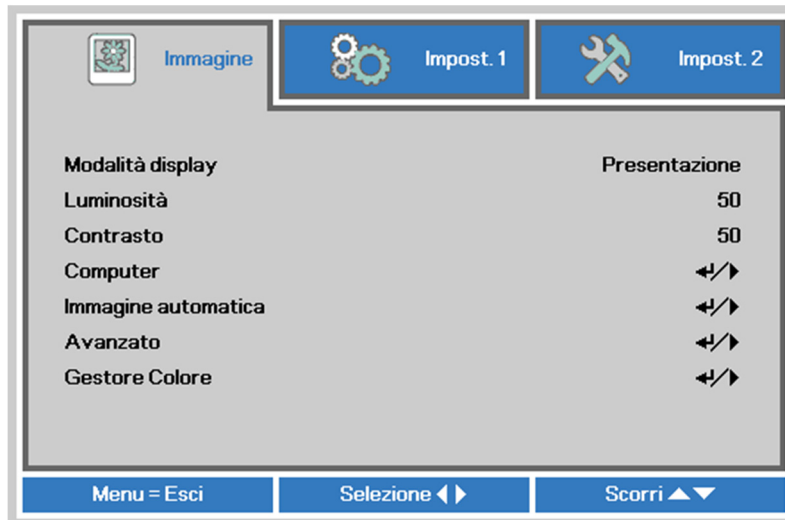 Immagine
Impost. 1
Impost. 2
Modalità display Presentazione
Luminosità 50
Contrasto 50
Computer ↵/▶
Immagine automatica ↵/▶
Avanzato ↵/▶
Gestore Colore ↵/▶
Menu = Esci
Selezione ◀ ▶
Scorri ▲▼